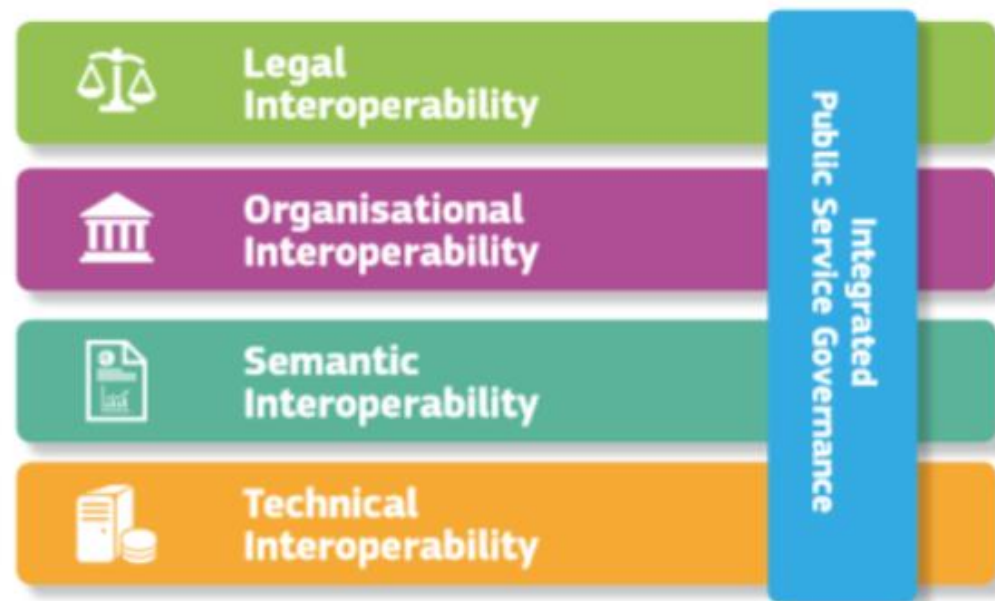 Legal
Interoperability
Organisational
Interoperability
Semantic
Interoperability
Technical
Interoperability
Integrated
Public Service Governance